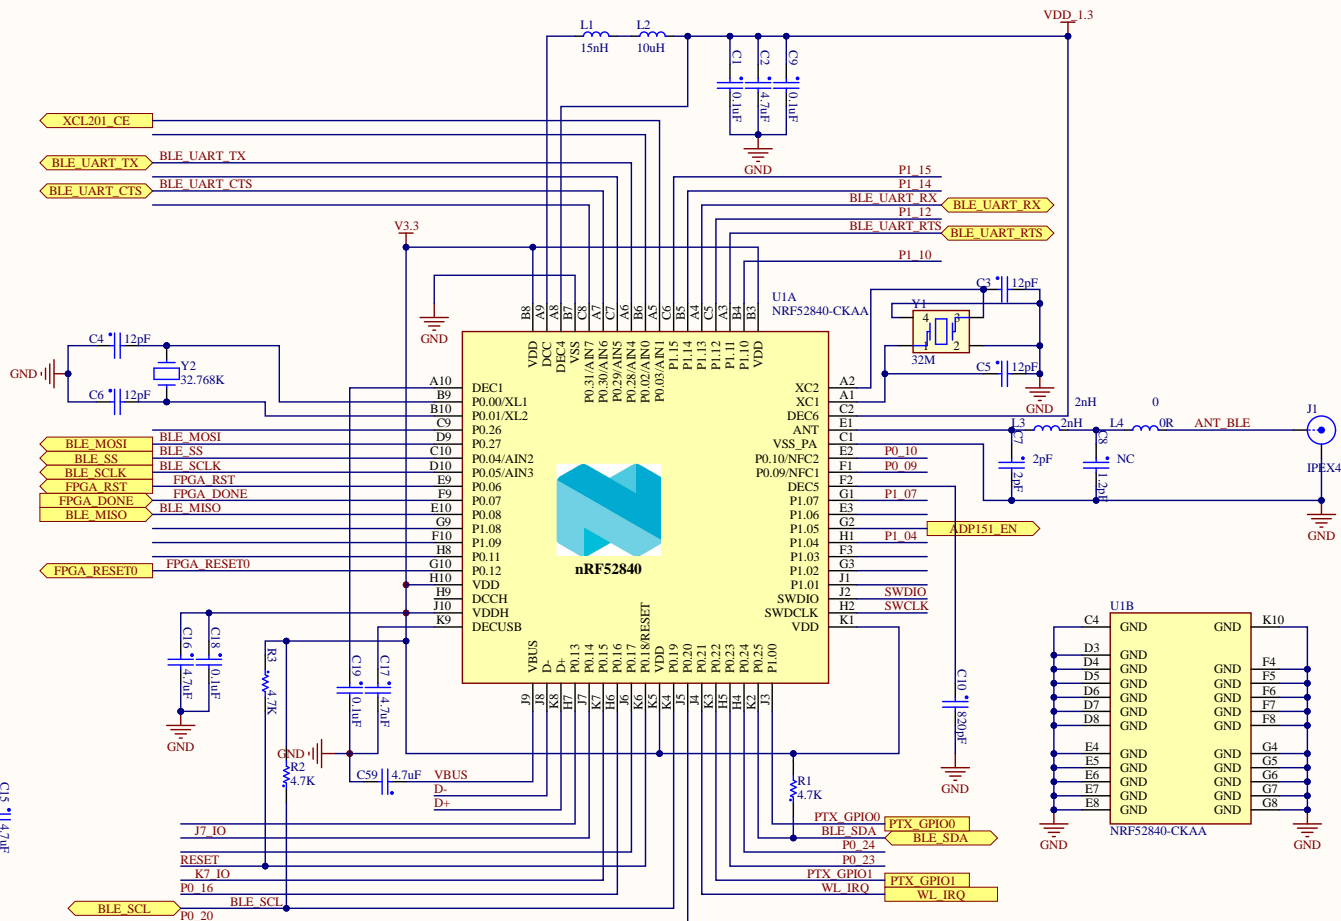 VDD_1.3
L1
L2
15nH
10uH
C1
0.1uF
C2
4.7uF
C9
0.1uF
GND
XCL201_CE
BLE_UART_TX
BLE_UART_TX
BLE_UART_CTS
BLE_UART_CTS
P1_15
P1_14
BLE_UART_RX
BLE_UART_RX
P1_12
BLE_UART_RTS
BLE_UART_RTS
P1_10
V3.3
GND
U1A
NRF52840-CKAA
B8
A9
A8
B7
C8
A7
C7
A6
B6
A5
C6
B5
A4
C5
A3
B4
B3
VDD
DCC
DEC4
VSS
P0.31/AIN7
P0.30/AIN6
P0.29/AIN5
P0.28/AIN4
P0.02/AIN0
P0.03/AIN1
P1.15
P1.14
P1.13
P1.12
P1.11
P1.10
VDD
C3
12pF
Y1
4
3
1
2
32M
C5
12pF
GND
C4
12pF
Y2
32.768K
GND
C6
12pF
A10 DEC1
B9 P0.00/XL1
B10 P0.01/XL2
C9 P0.26
BLE_MOSI BLE_MOSI D9 P0.27
BLE_SS BLE_SS C10 P0.04/AIN2
BLE_SCLK BLE_SCLK D10 P0.05/AIN3
FPGA_RST FPGA_RST E9 P0.06
FPGA_DONE FPGA_DONE F9 P0.07
BLE_MISO BLE_MISO E10 P0.08
G9 P1.08
F10 P1.09
H8 P0.11
FPGA_RESET0 FPGA_RESET0 G10 P0.12
H10 VDD
H9 DCCH
J10 VDDH
K9 DECUSB
nRF52840
XC2 A2
XC1 A1
DEC6 C2
ANT E1
VSS_PA C1
P0.10/NFC2 E2 P0_10
P0.09/NFC1 F1 P0_09
DEC5 F2
P1.07 G1 P1_07
P1.06 E3
P1.05 G2 ADP151_EN
P1.04 H1 P1_04
P1.03 F3
P1.02 G3
P1.01 J1
SWDIO J2 SWDIO
SWDCLK H2 SWCLK
VDD K1
2nH
0
L3
2nH
L4
0R
ANT_BLE
J1
IPEX4
C7
2pF
2pF
C8
NC
1.2pF
GND
VBUS
D-
D+
P0.13
P0.14
P0.15
P0.16
P0.17
P0.18/RESET
VDD
P0.19
P0.20
P0.21
P0.22
P0.23
P0.24
P0.25
P1.00
J9
J8
K8
H7
J7
K7
H6
J6
K6
K5
K4
J5
J4
K3
H5
H4
K2
J3
C16
4.7uF
C18
0.1uF
GND
R3
4.7K
R2
4.7K
C19
0.1uF
C17
4.7uF
GND
C59
4.7uF
VBUS
D-
D+
C10
820pF
GND
R1
4.7K
J7_IO
RESET
K7_IO
P0_16
BLE_SCL
BLE_SCL
P0_20
PTX_GPIO0
PTX_GPIO0
BLE_SDA
BLE_SDA
P0_24
P0_23
PTX_GPIO1
PTX_GPIO1
WL_IRQ
WL_IRQ
C15
4.7uF
U1B
C4 GND GND K10
D3 GND
D4 GND GND F4
D5 GND GND F5
D6 GND GND F6
D7 GND GND F7
D8 GND GND F8
E4 GND GND G4
E5 GND GND G5
E6 GND GND G6
E7 GND GND G7
E8 GND GND G8
NRF52840-CKAA
GND
GND